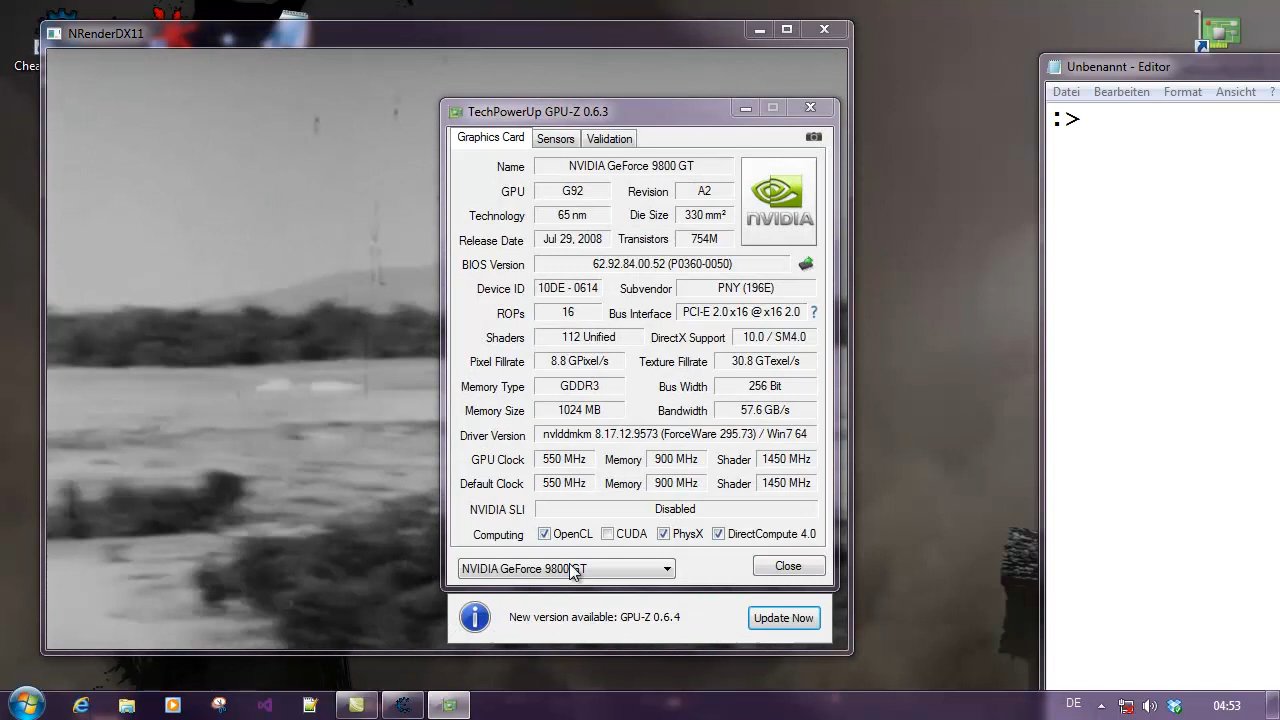 NRenderDX11
Chea
TechPowerUp GPU-Z 0.6.3
Graphics Card Sensors Validation
Name NVIDIA GeForce 9800 GT
GPU G92 Revision A2
Technology 65 nm Die Size 330 mm²
Release Date Jul 29, 2008 Transistors 754M
NVIDIA
BIOS Version 62.92.84.00.52 (P0360-0050)
Device ID 10DE - 0614 Subvendor PNY (196E)
ROPs 16 Bus Interface PCI-E 2.0 x16 @ x16 2.0 ?
Shaders 112 Unified DirectX Support 10.0 / SM4.0
Pixel Fillrate 8.8 GPixel/s Texture Fillrate 30.8 GTexel/s
Memory Type GDDR3 Bus Width 256 Bit
Memory Size 1024 MB Bandwidth 57.6 GB/s
Driver Version nvlddmkm 8.17.12.9573 (ForceWare 295.73) / Win7 64
GPU Clock 550 MHz Memory 900 MHz Shader 1450 MHz
Default Clock 550 MHz Memory 900 MHz Shader 1450 MHz
NVIDIA SLI Disabled
Computing OpenCL CUDA PhysX DirectCompute 4.0
NVIDIA GeForce 9800 GT Close
New version available: GPU-Z 0.6.4 Update Now
Unbenannt - Editor
Datei Bearbeiten Format Ansicht ?
:>
DE 04:53